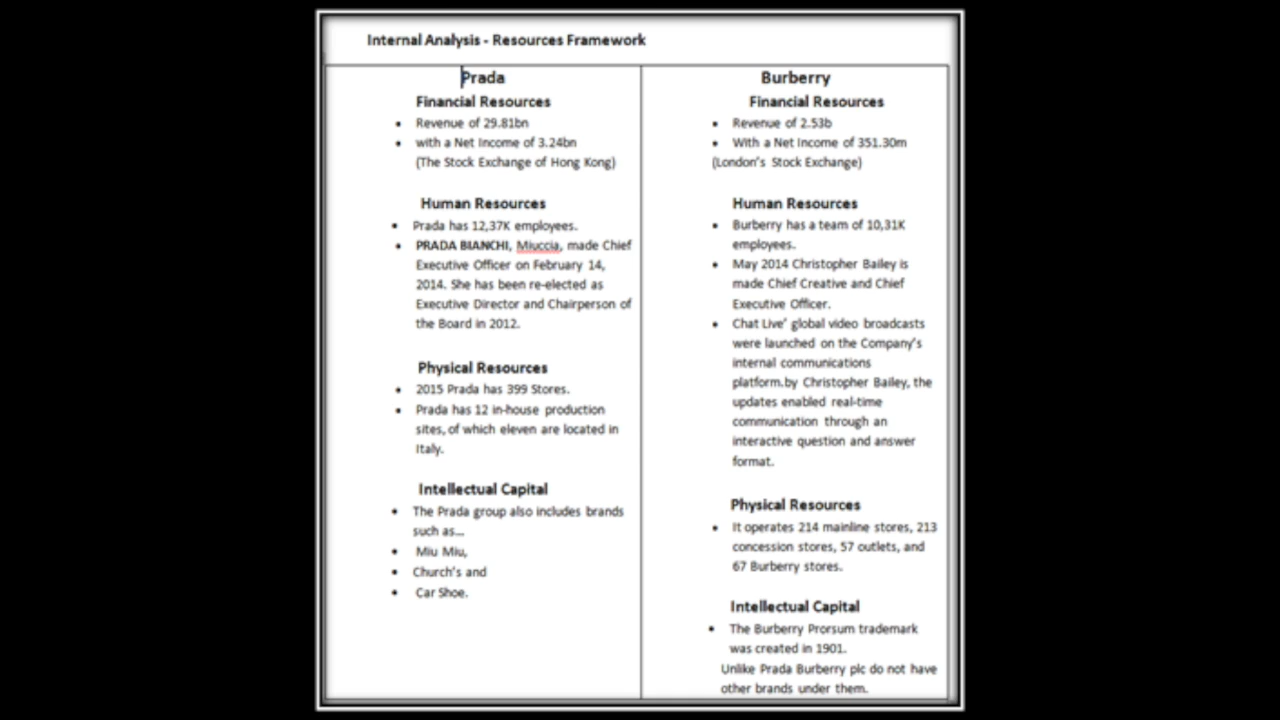 Internal Analysis - Resources Framework
Prada
Financial Resources
• Revenue of 29.81bn
• with a Net Income of 3.24bn
(The Stock Exchange of Hong Kong)
Human Resources
• Prada has 12,37K employees.
• PRADA BIANCHI, Miuccia, made Chief
Executive Officer on February 14,
2014. She has been re-elected as
Executive Director and Chairperson of
the Board in 2012.
Physical Resources
• 2015 Prada has 399 Stores.
• Prada has 12 in-house production
sites, of which eleven are located in
Italy.
Intellectual Capital
• The Prada group also includes brands
such as...
• Miu Miu,
• Church's and
• Car Shoe.
Burberry
Financial Resources
• Revenue of 2.53b
• With a Net Income of 351.30m
(London's Stock Exchange)
Human Resources
• Burberry has a team of 10,31K
employees.
• May 2014 Christopher Bailey is
made Chief Creative and Chief
Executive Officer.
• Chat Live' global video broadcasts
were launched on the Company's
internal communications
platform.by Christopher Bailey, the
updates enabled real-time
communication through an
interactive question and answer
format.
Physical Resources
• It operates 214 mainline stores, 213
concession stores, 57 outlets, and
67 Burberry stores.
Intellectual Capital
• The Burberry Prorsum trademark
was created in 1901.
Unlike Prada Burberry plc do not have
other brands under them.